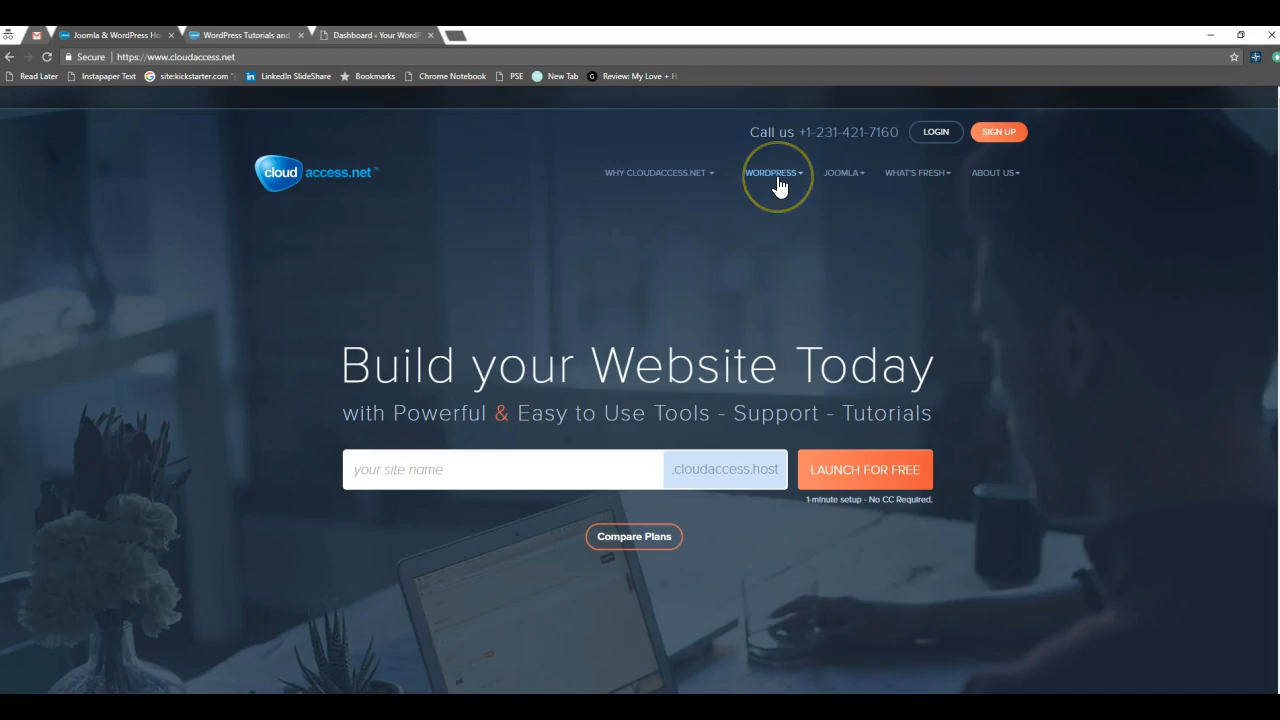 Joomla & WordPress Ho
WordPress Tutorials and
Dashboard ‹ Your WordP
Secure | https://www.cloudaccess.net
Read Later
Instapaper Text
site:kickstarter.com "
LinkedIn SlideShare
Bookmarks
Chrome Notebook
PSE
New Tab
Review: My Love + H
Call us +1-231-421-7160
LOGIN
SIGN UP
cloudaccess.net™
WHY CLOUDACCESS.NET
WORDPRESS
JOOMLA
WHAT'S FRESH
ABOUT US
Build your Website Today
with Powerful & Easy to Use Tools - Support - Tutorials
your site name
.cloudaccess.host
LAUNCH FOR FREE
1-minute setup - No CC Required.
Compare Plans